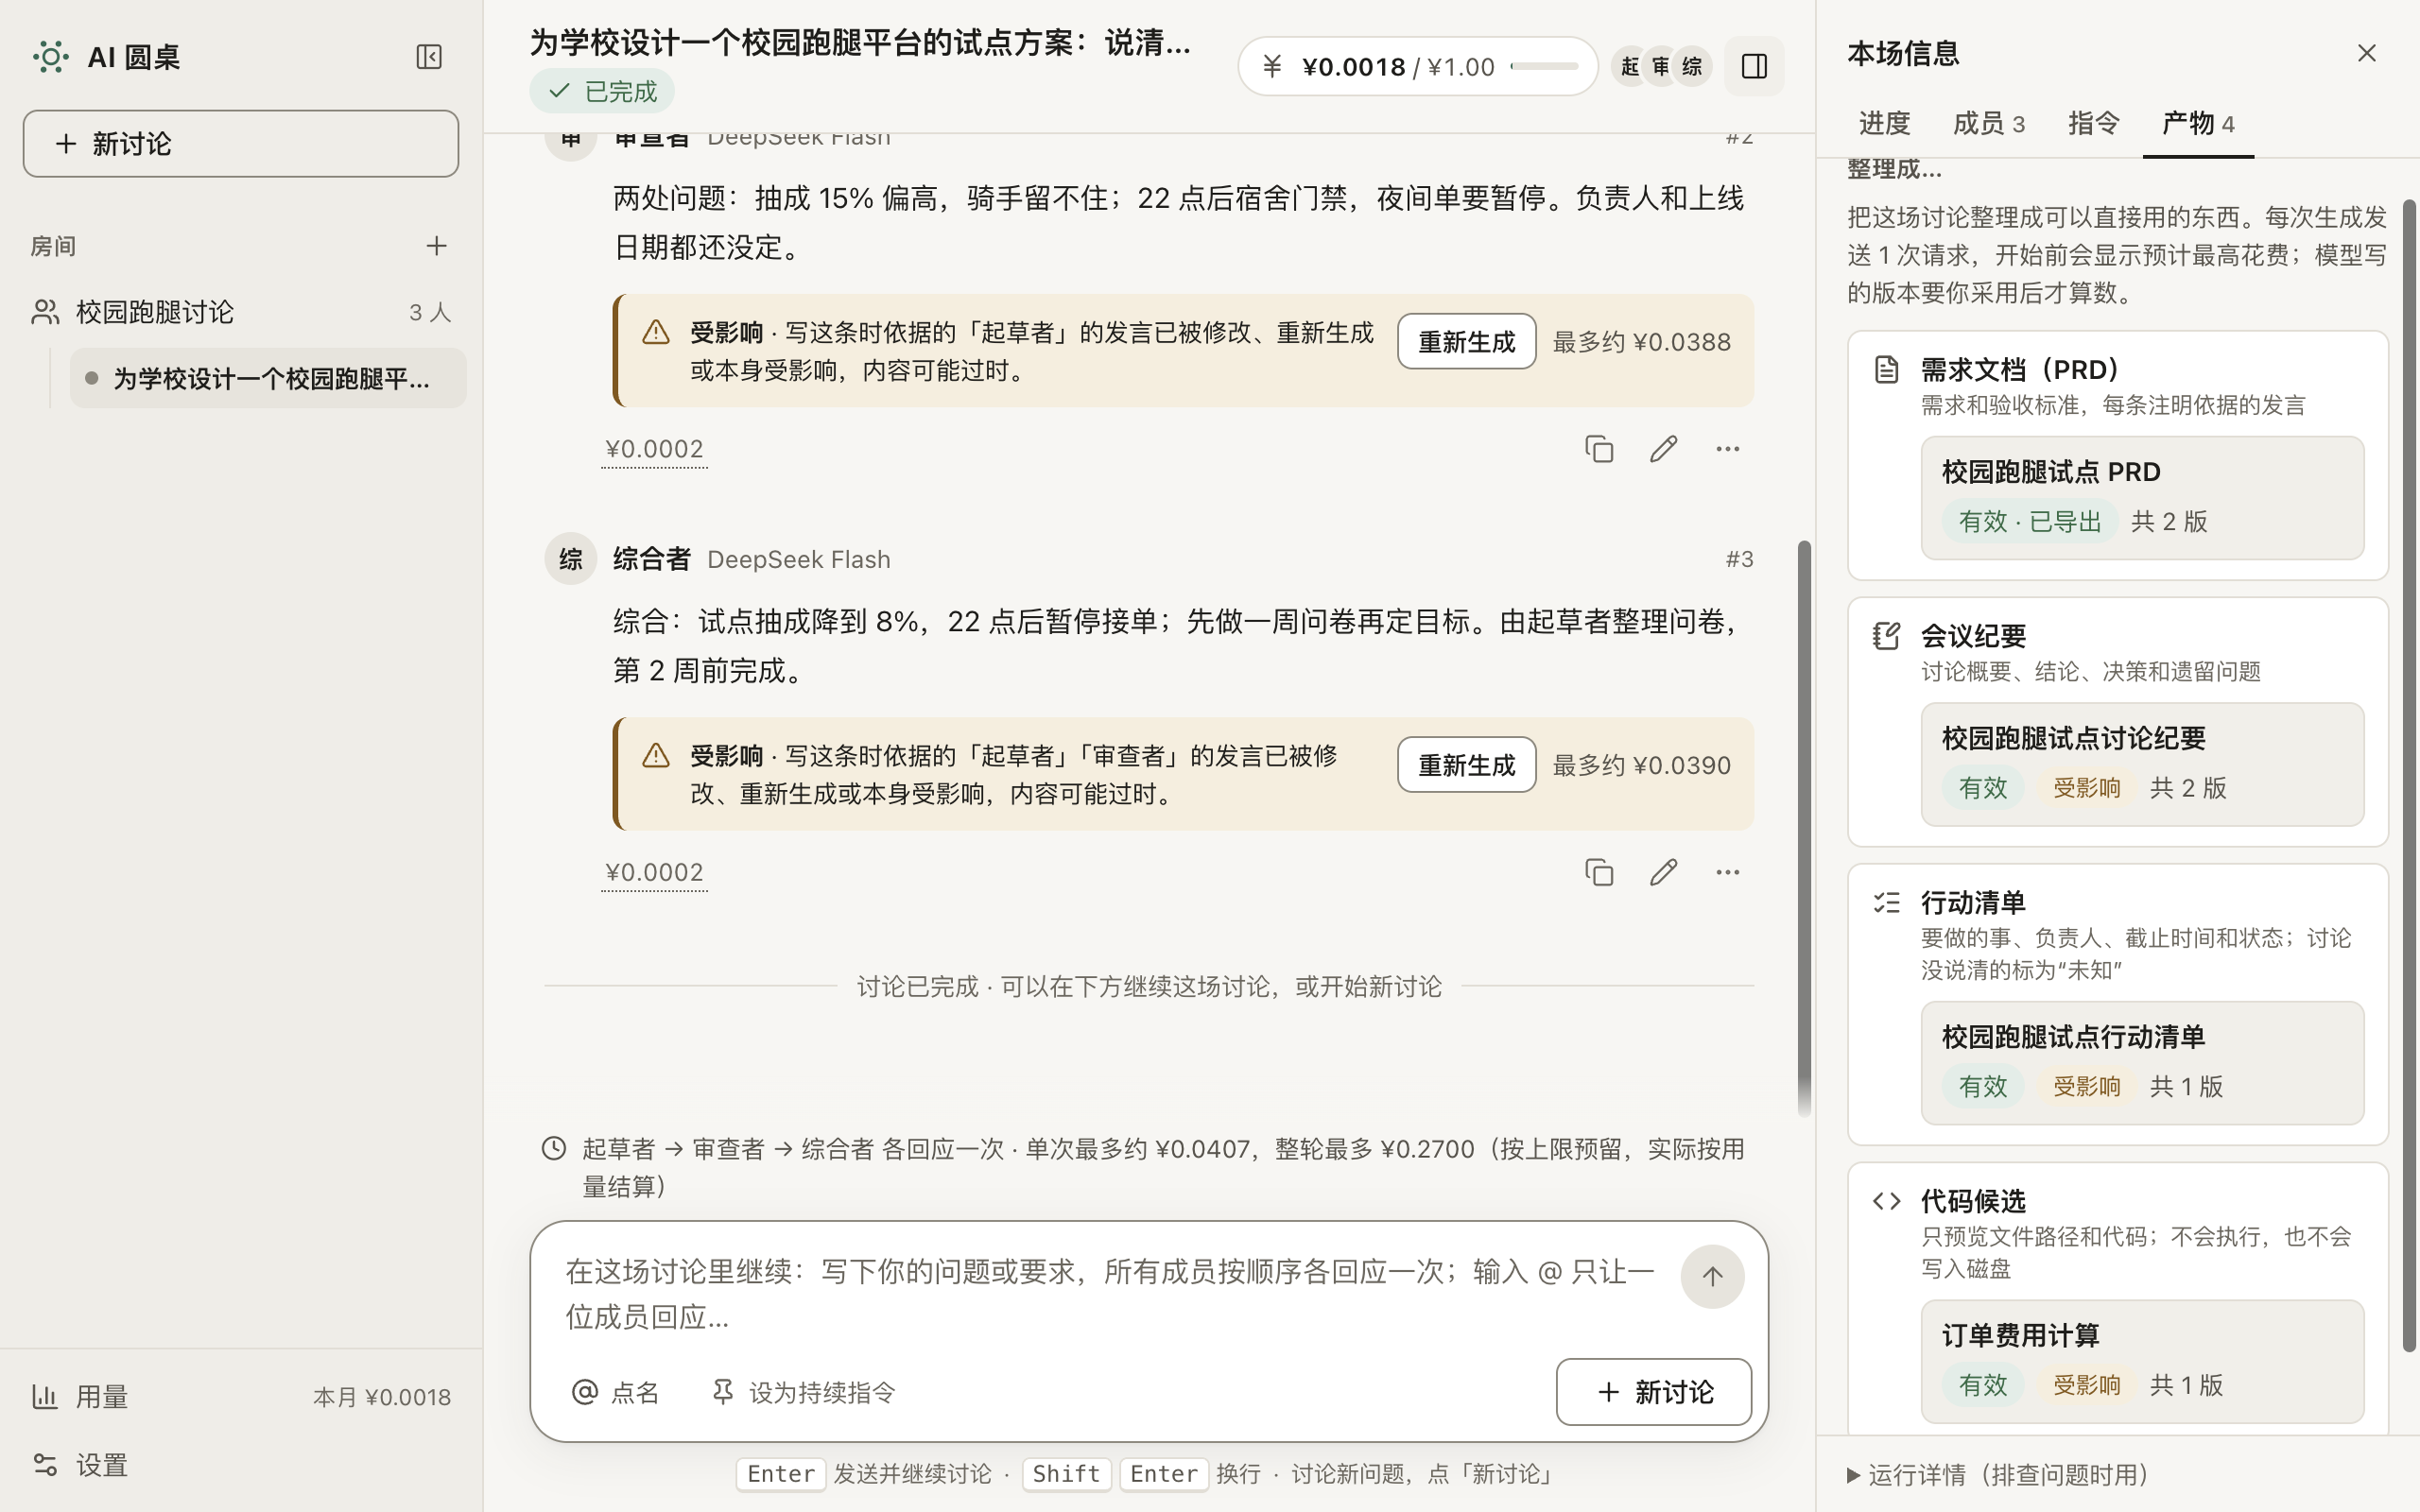 AI 圆桌
+ 新讨论
房间
校园跑腿讨论 3 人
为学校设计一个校园跑腿平...
用量 本月 ¥0.0018
设置
为学校设计一个校园跑腿平台的试点方案：说清...
已完成
¥ ¥0.0018 / ¥1.00
起 审 综
审 审查者 DeepSeek Flash #2
两处问题：抽成 15% 偏高，骑手留不住；22 点后宿舍门禁，夜间单要暂停。负责人和上线
日期都还没定。
受影响 · 写这条时依据的「起草者」的发言已被修改、重新生成
或本身受影响，内容可能过时。
重新生成 最多约 ¥0.0388
¥0.0002
综 综合者 DeepSeek Flash #3
综合：试点抽成降到 8%，22 点后暂停接单；先做一周问卷再定目标。由起草者整理问卷，
第 2 周前完成。
受影响 · 写这条时依据的「起草者」「审查者」的发言已被修
改、重新生成或本身受影响，内容可能过时。
重新生成 最多约 ¥0.0390
¥0.0002
讨论已完成 · 可以在下方继续这场讨论，或开始新讨论
起草者 → 审查者 → 综合者 各回应一次 · 单次最多约 ¥0.0407，整轮最多 ¥0.2700（按上限预留，实际按用
量结算）
在这场讨论里继续：写下你的问题或要求，所有成员按顺序各回应一次；输入 @ 只让一
位成员回应...
@ 点名 设为持续指令
+ 新讨论
Enter 发送并继续讨论 · Shift Enter 换行 · 讨论新问题，点「新讨论」
本场信息
进度 成员 3 指令 产物 4
整理成...
把这场讨论整理成可以直接用的东西。每次生成发
送 1 次请求，开始前会显示预计最高花费；模型写
的版本要你采用后才算数。
需求文档（PRD）
需求和验收标准，每条注明依据的发言
校园跑腿试点 PRD
有效 · 已导出 共 2 版
会议纪要
讨论概要、结论、决策和遗留问题
校园跑腿试点讨论纪要
有效 受影响 共 2 版
行动清单
要做的事、负责人、截止时间和状态；讨论
没说清的标为“未知”
校园跑腿试点行动清单
有效 受影响 共 1 版
代码候选
只预览文件路径和代码；不会执行，也不会
写入磁盘
订单费用计算
有效 受影响 共 1 版
运行详情（排查问题时用）